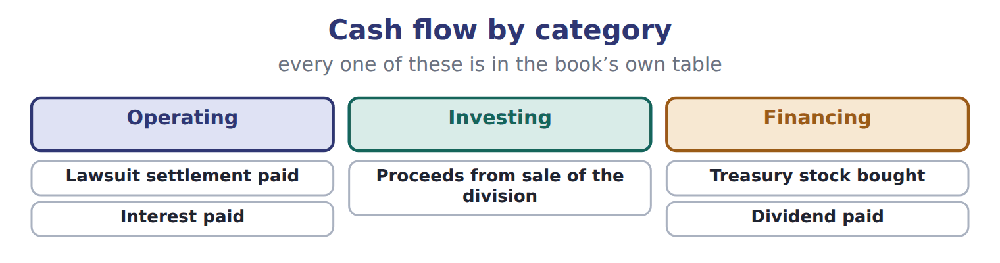 Cash flow by category
every one of these is in the book’s own table
Operating
Lawsuit settlement paid
Interest paid
Investing
Proceeds from sale of the
division
Financing
Treasury stock bought
Dividend paid